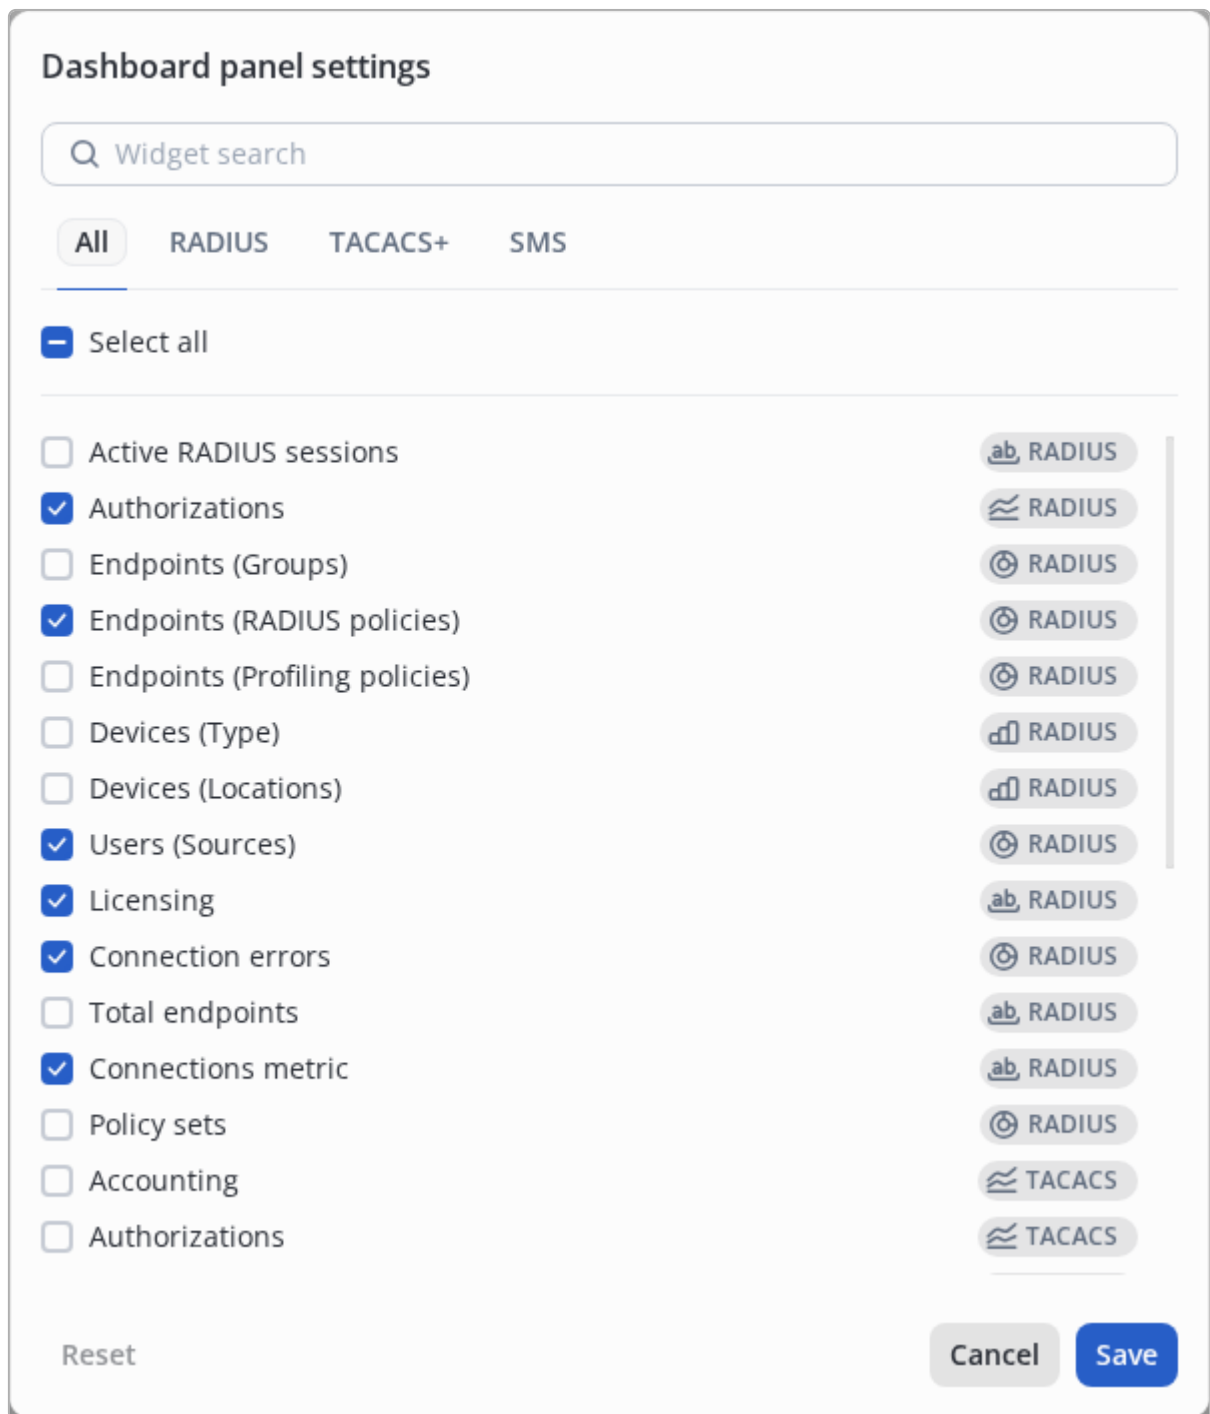 Dashboard panel settings
Widget search
All RADIUS TACACS+ SMS
Select all
Active RADIUS sessions ab RADIUS
Authorizations RADIUS
Endpoints (Groups) RADIUS
Endpoints (RADIUS policies) RADIUS
Endpoints (Profiling policies) RADIUS
Devices (Type) RADIUS
Devices (Locations) RADIUS
Users (Sources) RADIUS
Licensing ab RADIUS
Connection errors RADIUS
Total endpoints ab RADIUS
Connections metric ab RADIUS
Policy sets RADIUS
Accounting TACACS
Authorizations TACACS
Reset Cancel Save